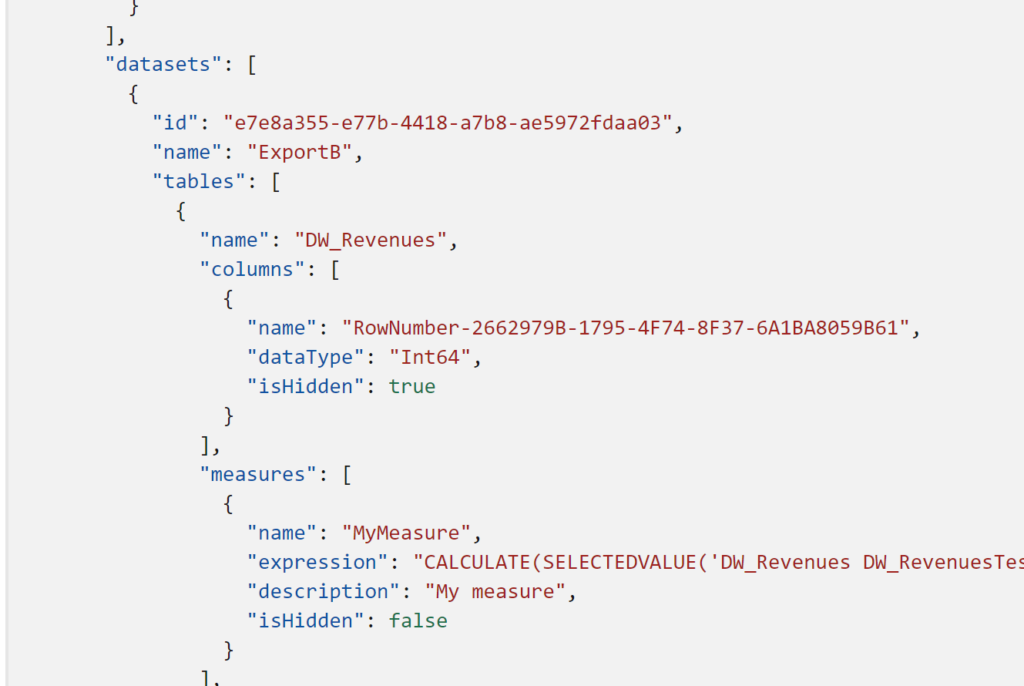 }
],
"datasets": [
{
"id": "e7e8a355-e77b-4418-a7b8-ae5972fdaa03",
"name": "ExportB",
"tables": [
{
"name": "DW_Revenues",
"columns": [
{
"name": "RowNumber-2662979B-1795-4F74-8F37-6A1BA8059B61",
"dataType": "Int64",
"isHidden": true
}
],
"measures": [
{
"name": "MyMeasure",
"expression": "CALCULATE(SELECTEDVALUE('DW_Revenues DW_RevenuesTes
"description": "My measure",
"isHidden": false
}
],